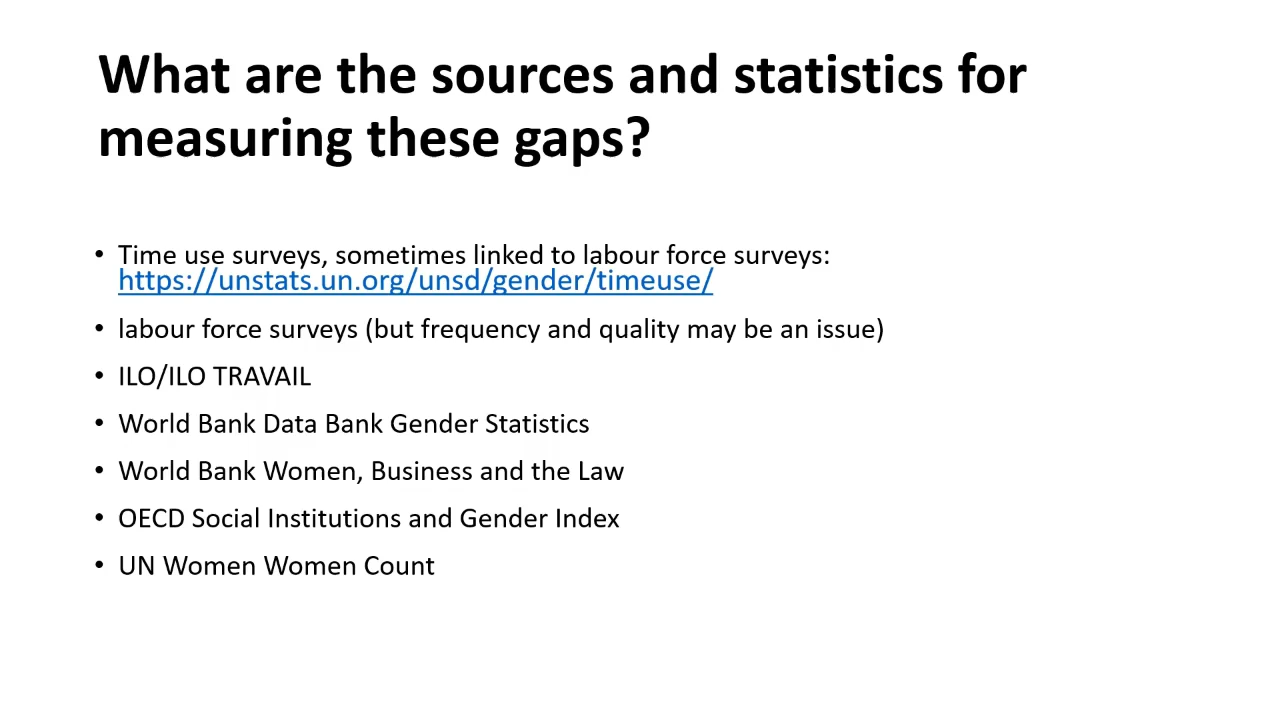 What are the sources and statistics for
measuring these gaps?
• Time use surveys, sometimes linked to labour force surveys:
https://unstats.un.org/unsd/gender/timeuse/
• labour force surveys (but frequency and quality may be an issue)
• ILO/ILO TRAVAIL
• World Bank Data Bank Gender Statistics
• World Bank Women, Business and the Law
• OECD Social Institutions and Gender Index
• UN Women Women Count